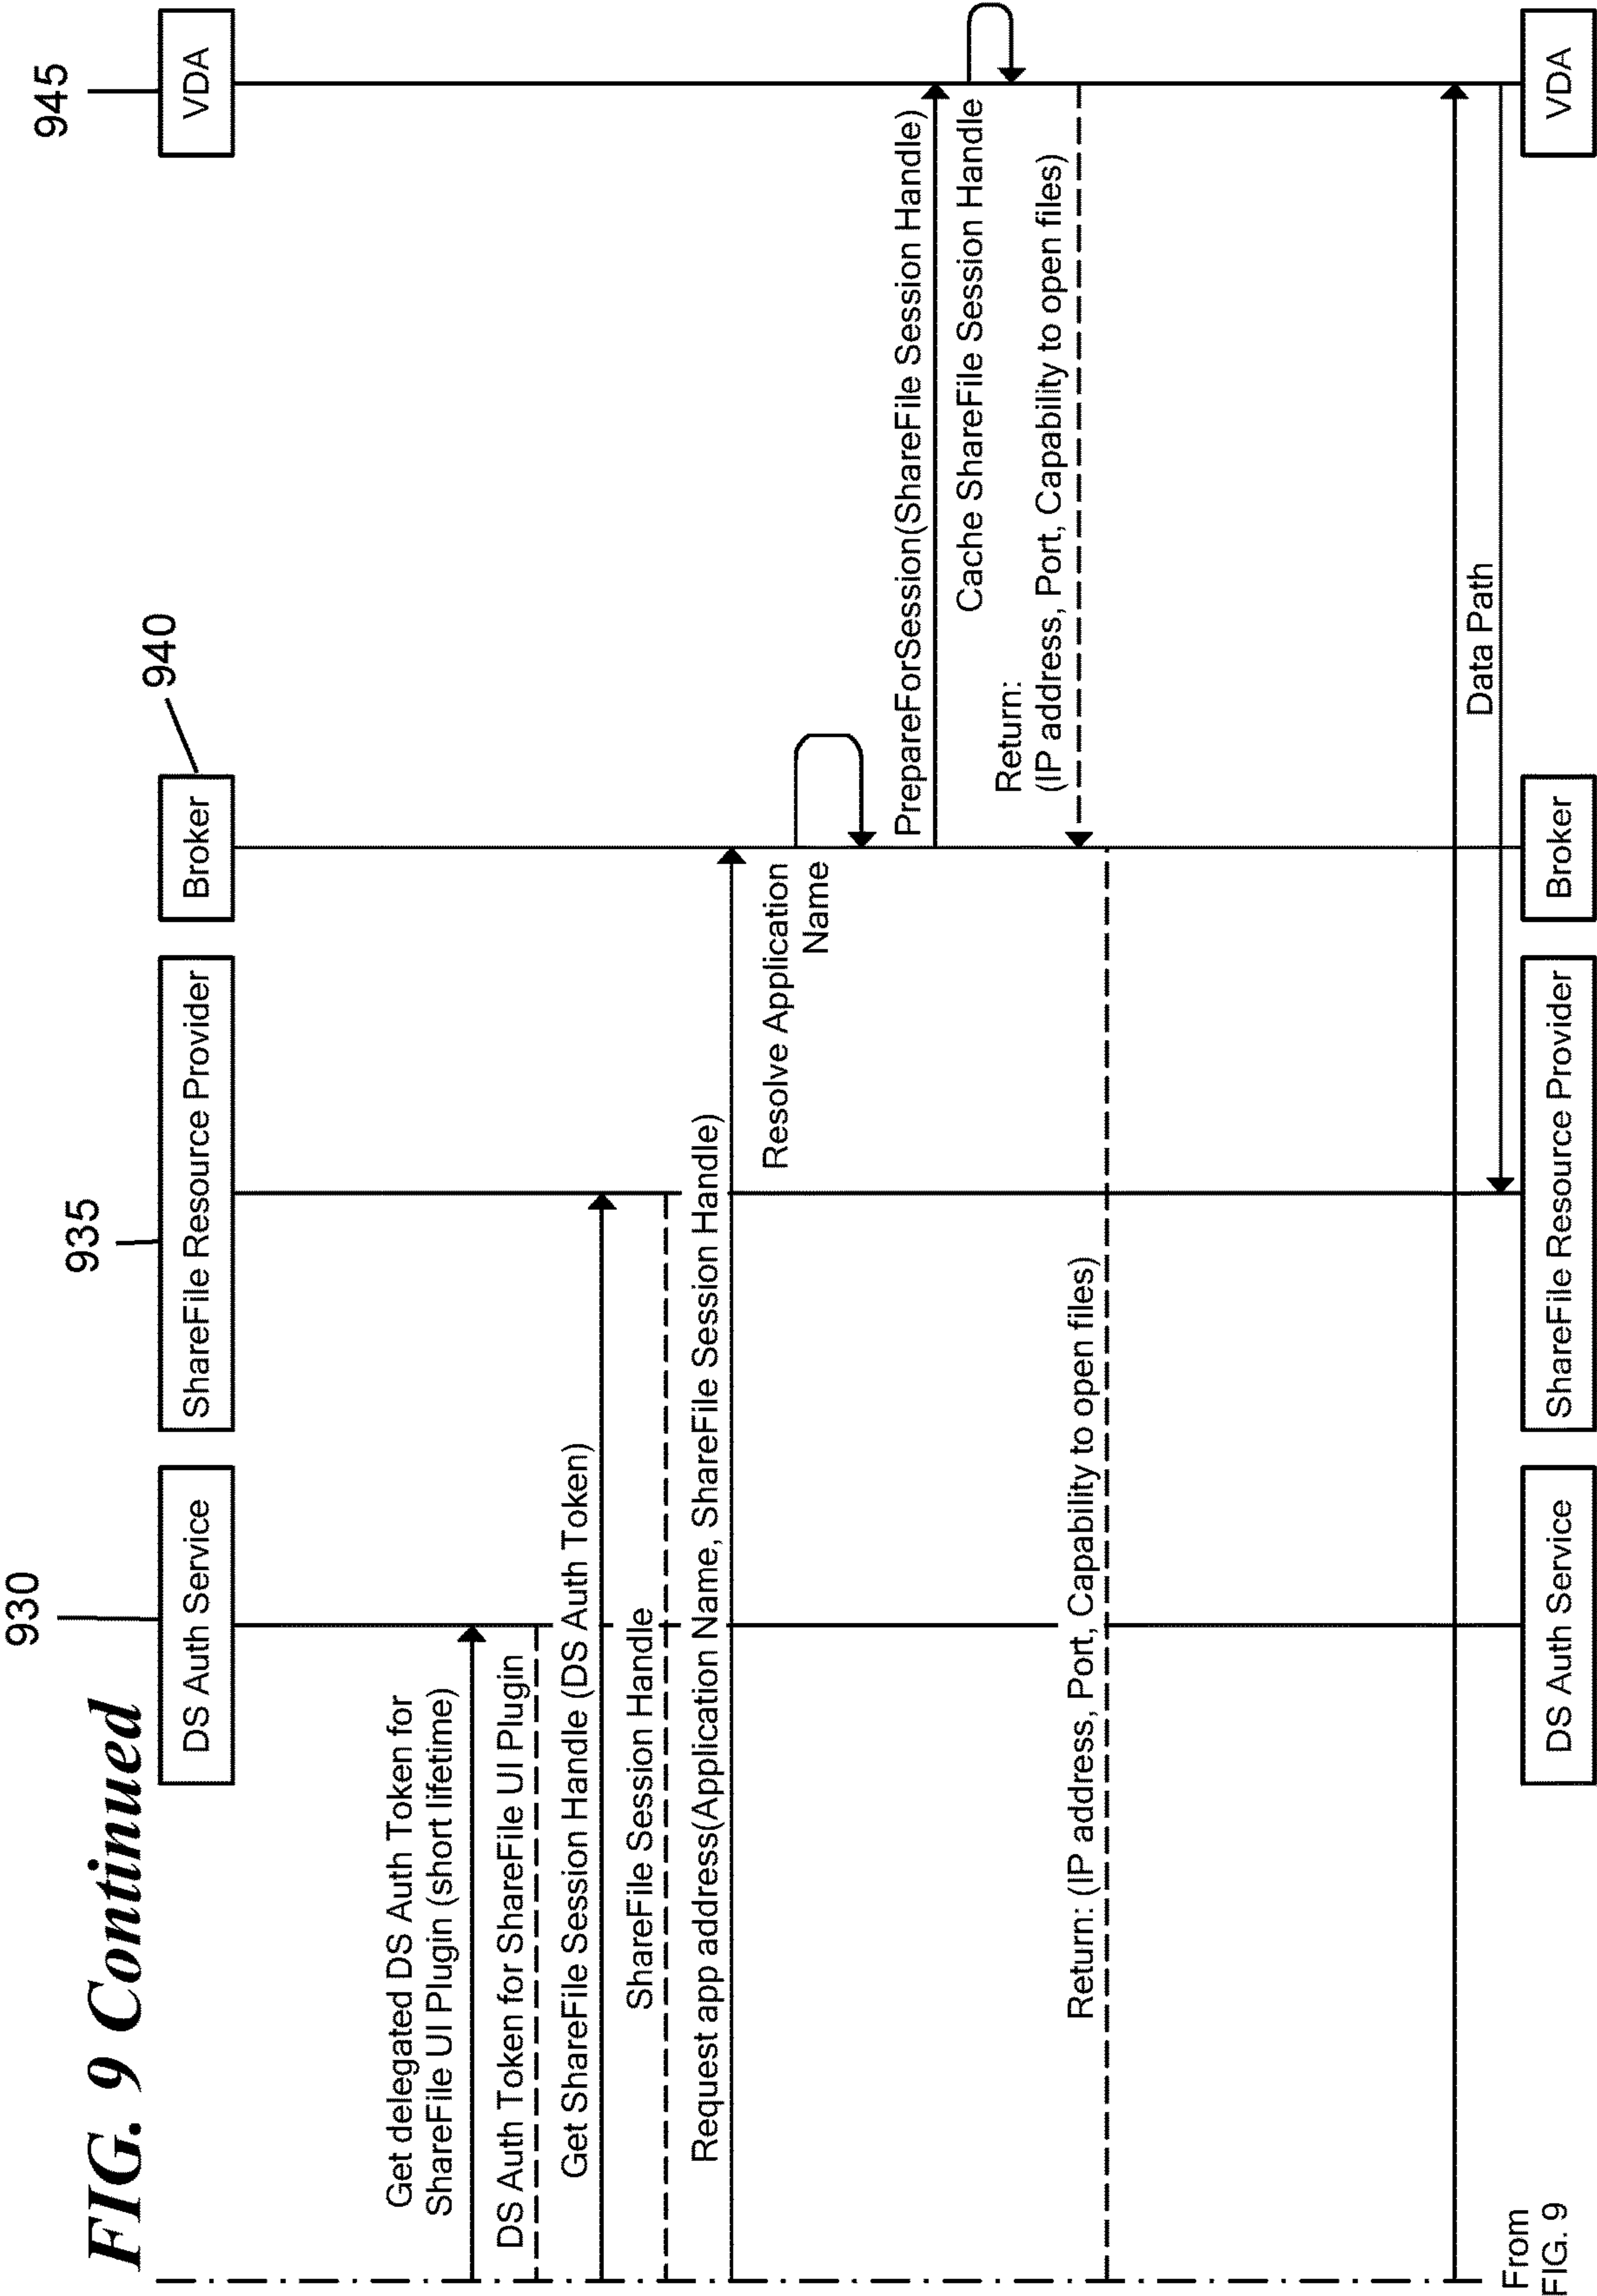 FIG. 9 Continued
930
935
940
945
DS Auth Service
ShareFile Resource Provider
Broker
VDA
Get delegated DS Auth Token for
ShareFile UI Plugin (short lifetime)
DS Auth Token for ShareFile UI Plugin
Get ShareFile Session Handle (DS Auth Token)
ShareFile Session Handle
Request app address(Application Name, ShareFile Session Handle)
Resolve Application
Name
PrepareForSession(ShareFile Session Handle)
Cache ShareFile Session Handle
Return:
(IP address, Port, Capability to open files)
Return: (IP address, Port, Capability to open files)
Data Path
From
FIG. 9
DS Auth Service
ShareFile Resource Provider
Broker
VDA